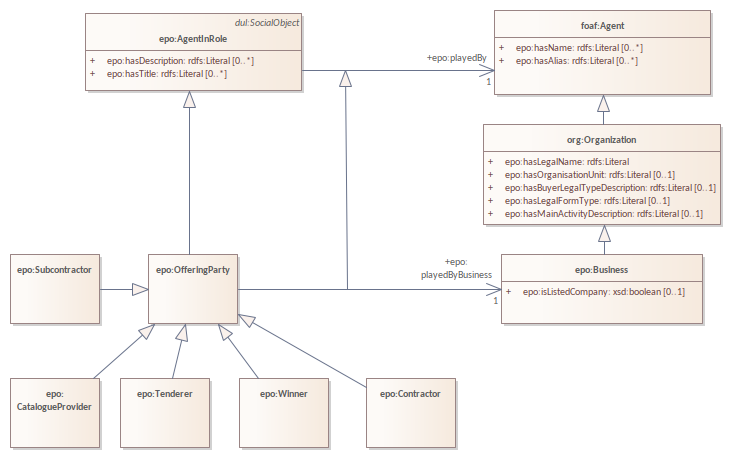 dul:SocialObject
epo:AgentInRole
+ epo:hasDescription: rdfs:Literal [0..*]
+ epo:hasTitle: rdfs:Literal [0..*]
+epo:playedBy
1
foaf:Agent
+ epo:hasName: rdfs:Literal [0..*]
+ epo:hasAlias: rdfs:Literal [0..*]
org:Organization
+ epo:hasLegalName: rdfs:Literal
+ epo:hasOrganisationUnit: rdfs:Literal [0..1]
+ epo:hasBuyerLegalTypeDescription: rdfs:Literal [0..1]
+ epo:hasLegalFormType: rdfs:Literal [0..1]
+ epo:hasMainActivityDescription: rdfs:Literal [0..1]
epo:Subcontractor
epo:OfferingParty
+epo:
playedByBusiness
1
epo:Business
+ epo:isListedCompany: xsd:boolean [0..1]
epo:
CatalogueProvider
epo:Tenderer
epo:Winner
epo:Contractor